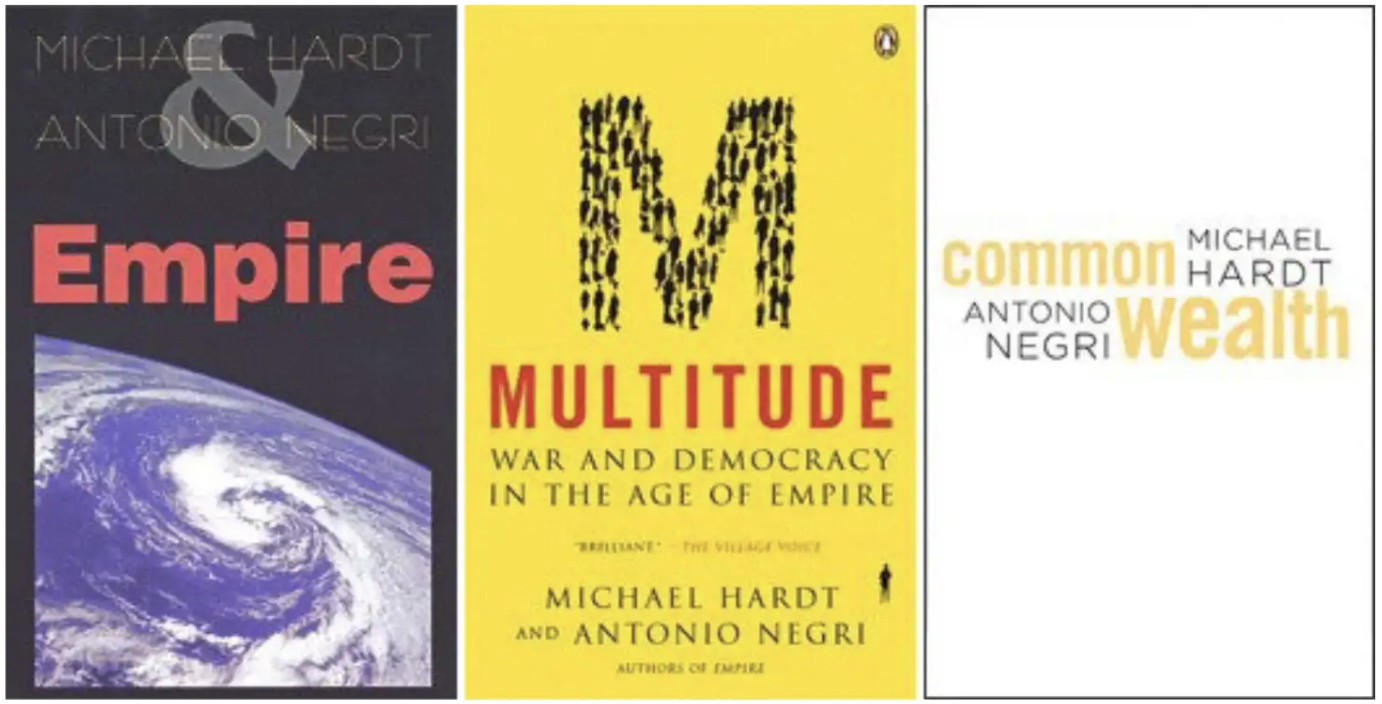 MICHAEL HARDT
&
ANTONIO NEGRI
Empire
M
MULTITUDE
WAR AND DEMOCRACY
IN THE AGE OF EMPIRE
"BRILLIANT." —THE VILLAGE VOICE
MICHAEL HARDT
AND ANTONIO NEGRI
AUTHORS OF EMPIRE
common MICHAEL HARDT
ANTONIO NEGRI wealth